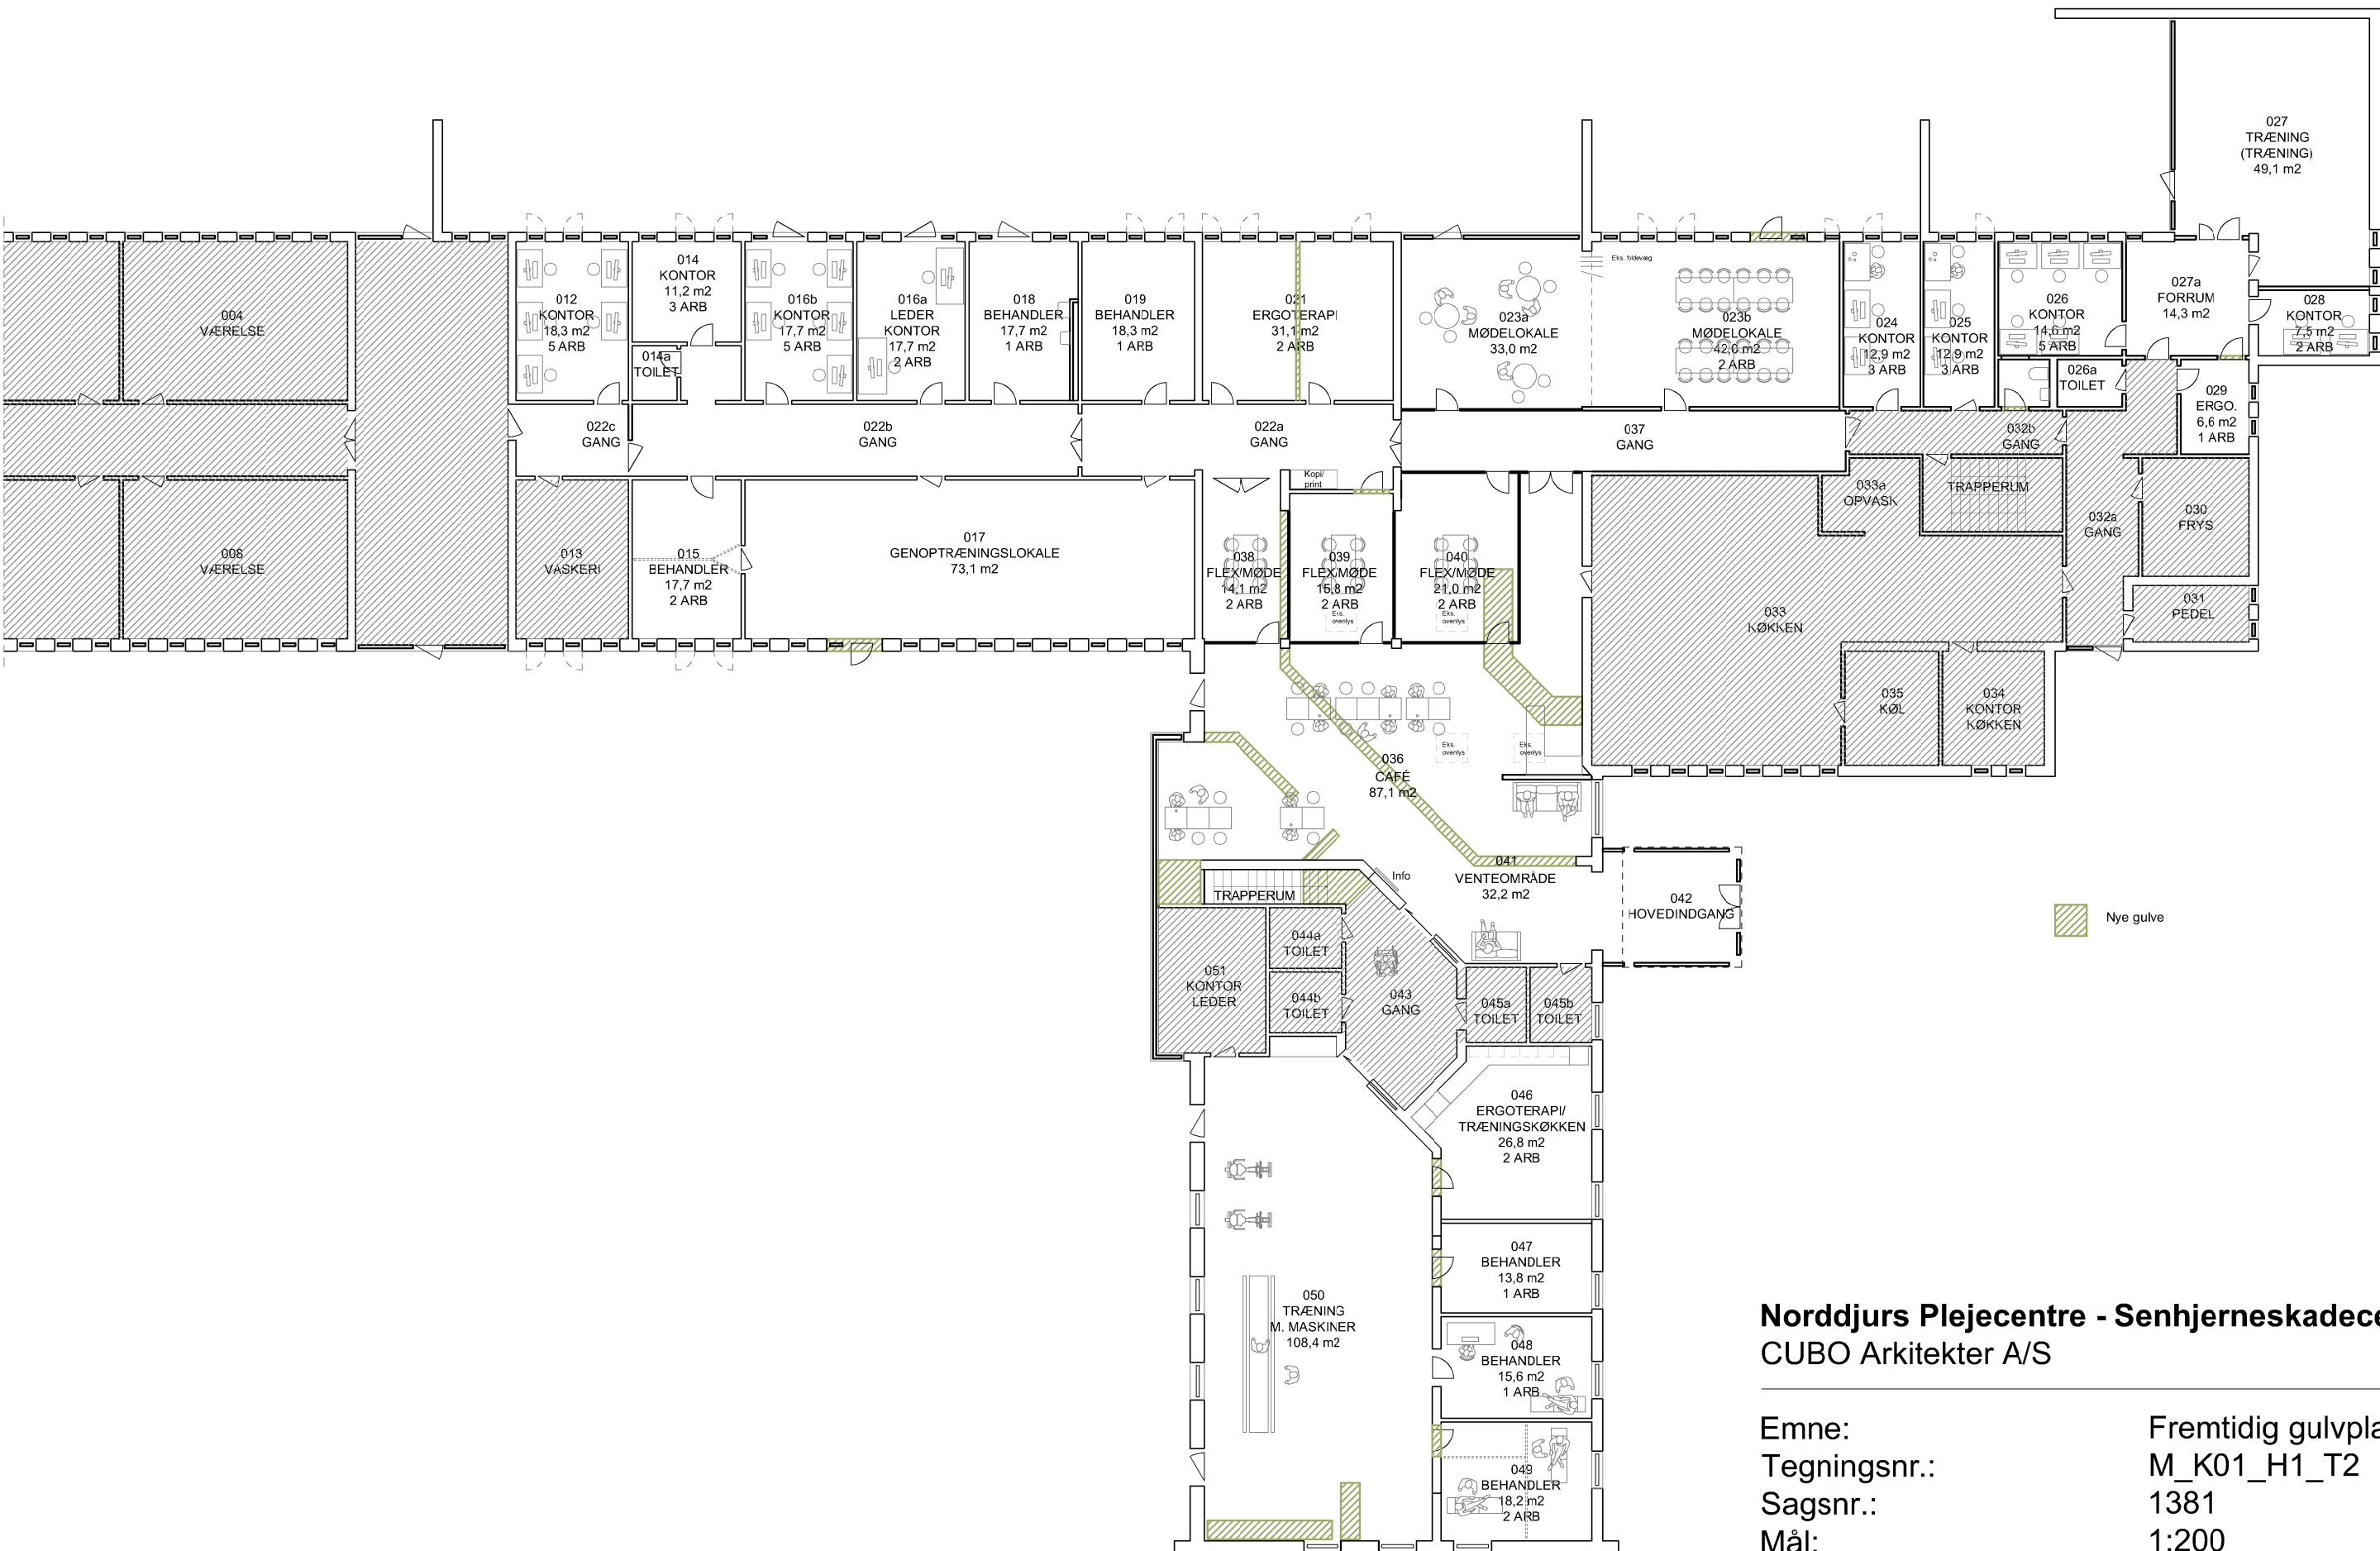 027
TRÆNING
(TRÆNING)
49,1 m2
004
VÆRELSE
012
KONTOR
18,3 m2
5 ARB
014
KONTOR
11,2 m2
3 ARB
014a
TOILET
016b
KONTOR
17,7 m2
5 ARB
016a
LEDER
KONTOR
17,7 m2
2 ARB
018
BEHANDLER
17,7 m2
1 ARB
019
BEHANDLER
18,3 m2
1 ARB
021
ERGOTERAPI
31,1 m2
2 ARB
023a
MØDELOKALE
33,0 m2
Eks. foldevæg
023b
MØDELOKALE
42,0 m2
2 ARB
024
KONTOR
12,9 m2
3 ARB
025
KONTOR
12,9 m2
3 ARB
026
KONTOR
14,6 m2
5 ARB
026a
TOILET
027a
FORRUM
14,3 m2
028
KONTOR
7,5 m2
2 ARB
029
ERGO.
6,6 m2
1 ARB
022c
GANG
022b
GANG
022a
GANG
037
GANG
032b
GANG
008
VÆRELSE
013
VASKERI
015
BEHANDLER
17,7 m2
2 ARB
017
GENOPTRÆNINGSLOKALE
73,1 m2
Kopi/
print
038
FLEX/MØDE
14,1 m2
2 ARB
039
FLEX/MØDE
15,8 m2
2 ARB
Eks.
ovenlys
040
FLEX/MØDE
21,0 m2
2 ARB
Eks.
ovenlys
033a
OPVASK
TRAPPERUM
032a
GANG
030
FRYS
031
PEDEL
033
KØKKEN
035
KØL
034
KONTOR
KØKKEN
Eks.
ovenlys
Eks.
ovenlys
036
CAFÉ
87,1 m2
041
VENTEOMRÅDE
32,2 m2
Info
TRAPPERUM
042
HOVEDINDGANG
Nye gulve
044a
TOILET
051
KONTOR
LEDER
044b
TOILET
043
GANG
045a
TOILET
045b
TOILET
046
ERGOTERAPI/
TRÆNINGSKØKKEN
26,8 m2
2 ARB
047
BEHANDLER
13,8 m2
1 ARB
050
TRÆNING
M. MASKINER
108,4 m2
048
BEHANDLER
15,6 m2
1 ARB
049
BEHANDLER
18,2 m2
2 ARB
Norddjurs Plejecentre - Senhjerneskadece
CUBO Arkitekter A/S
Emne: Fremtidig gulvpla
Tegningsnr.: M_K01_H1_T2
Sagsnr.: 1381
Mål: 1:200